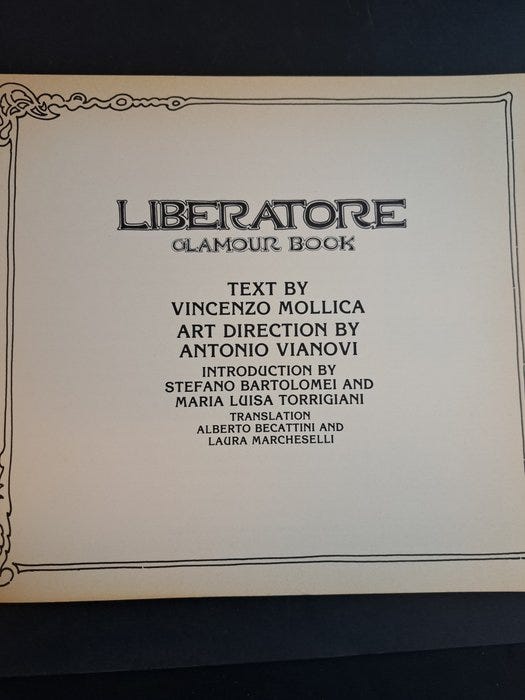 LIBERATORE
GLAMOUR BOOK
TEXT BY
VINCENZO MOLLICA
ART DIRECTION BY
ANTONIO VIANOVI
INTRODUCTION BY
STEFANO BARTOLOMEI AND
MARIA LUISA TORRIGIANI
TRANSLATION
ALBERTO BECATTINI AND
LAURA MARCHESELLI